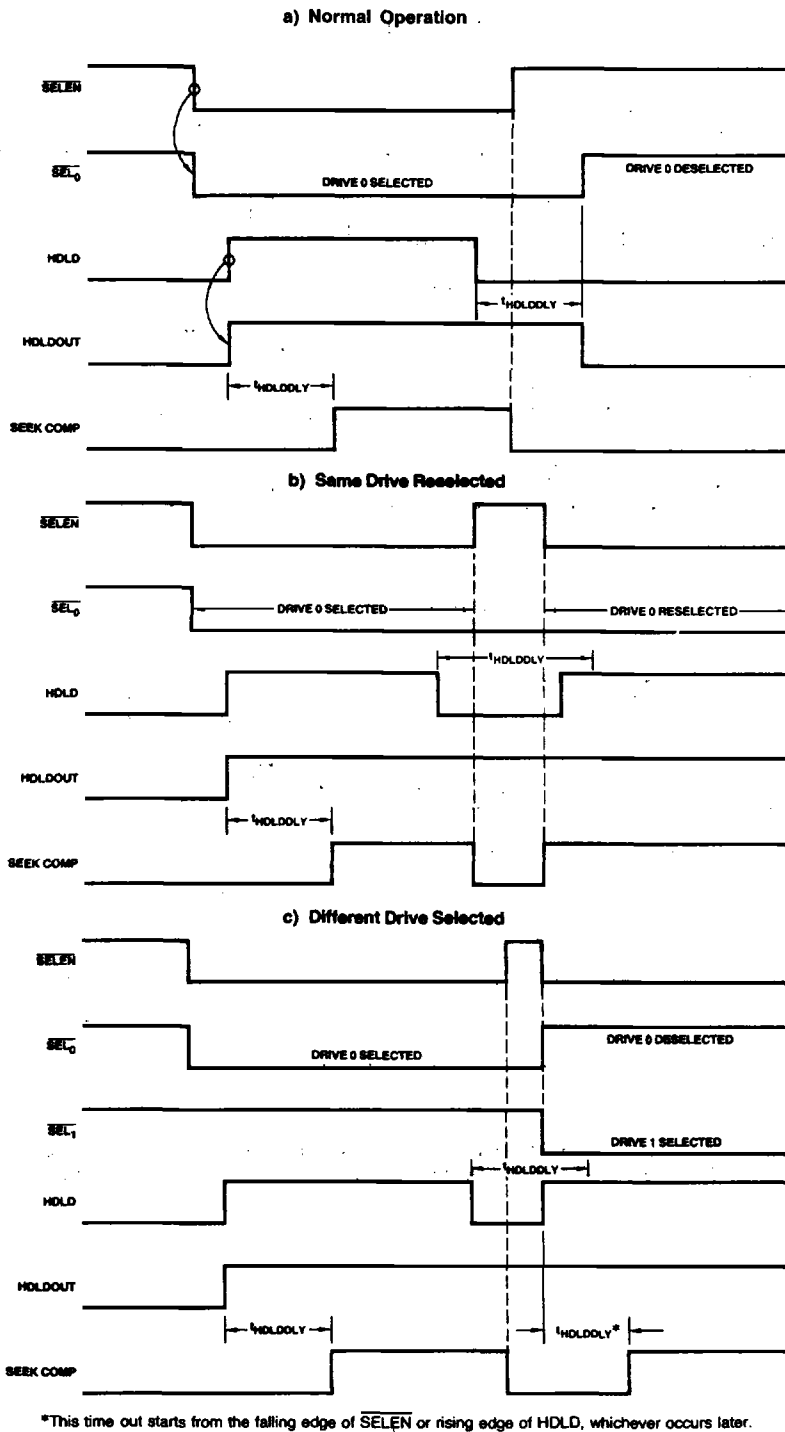 a) Normal Operation
SELEN
SEL0
DRIVE 0 SELECTED
DRIVE 0 DESELECTED
HDLD
tHDLDDLY
HDLDOUT
tHDLDDLY
SEEK COMP
b) Same Drive Reselected
SELEN
SEL0
DRIVE 0 SELECTED
DRIVE 0 RESELECTED
tHDLDDLY
HDLD
HDLDOUT
tHDLDDLY
SEEK COMP
c) Different Drive Selected
SELEN
SEL0
DRIVE 0 SELECTED
DRIVE 0 DESELECTED
SEL1
DRIVE 1 SELECTED
tHDLDDLY
HDLD
HDLDOUT
tHDLDDLY
tHDLDDLY*
SEEK COMP
*This time out starts from the falling edge of SELEN or rising edge of HDLD, whichever occurs later.